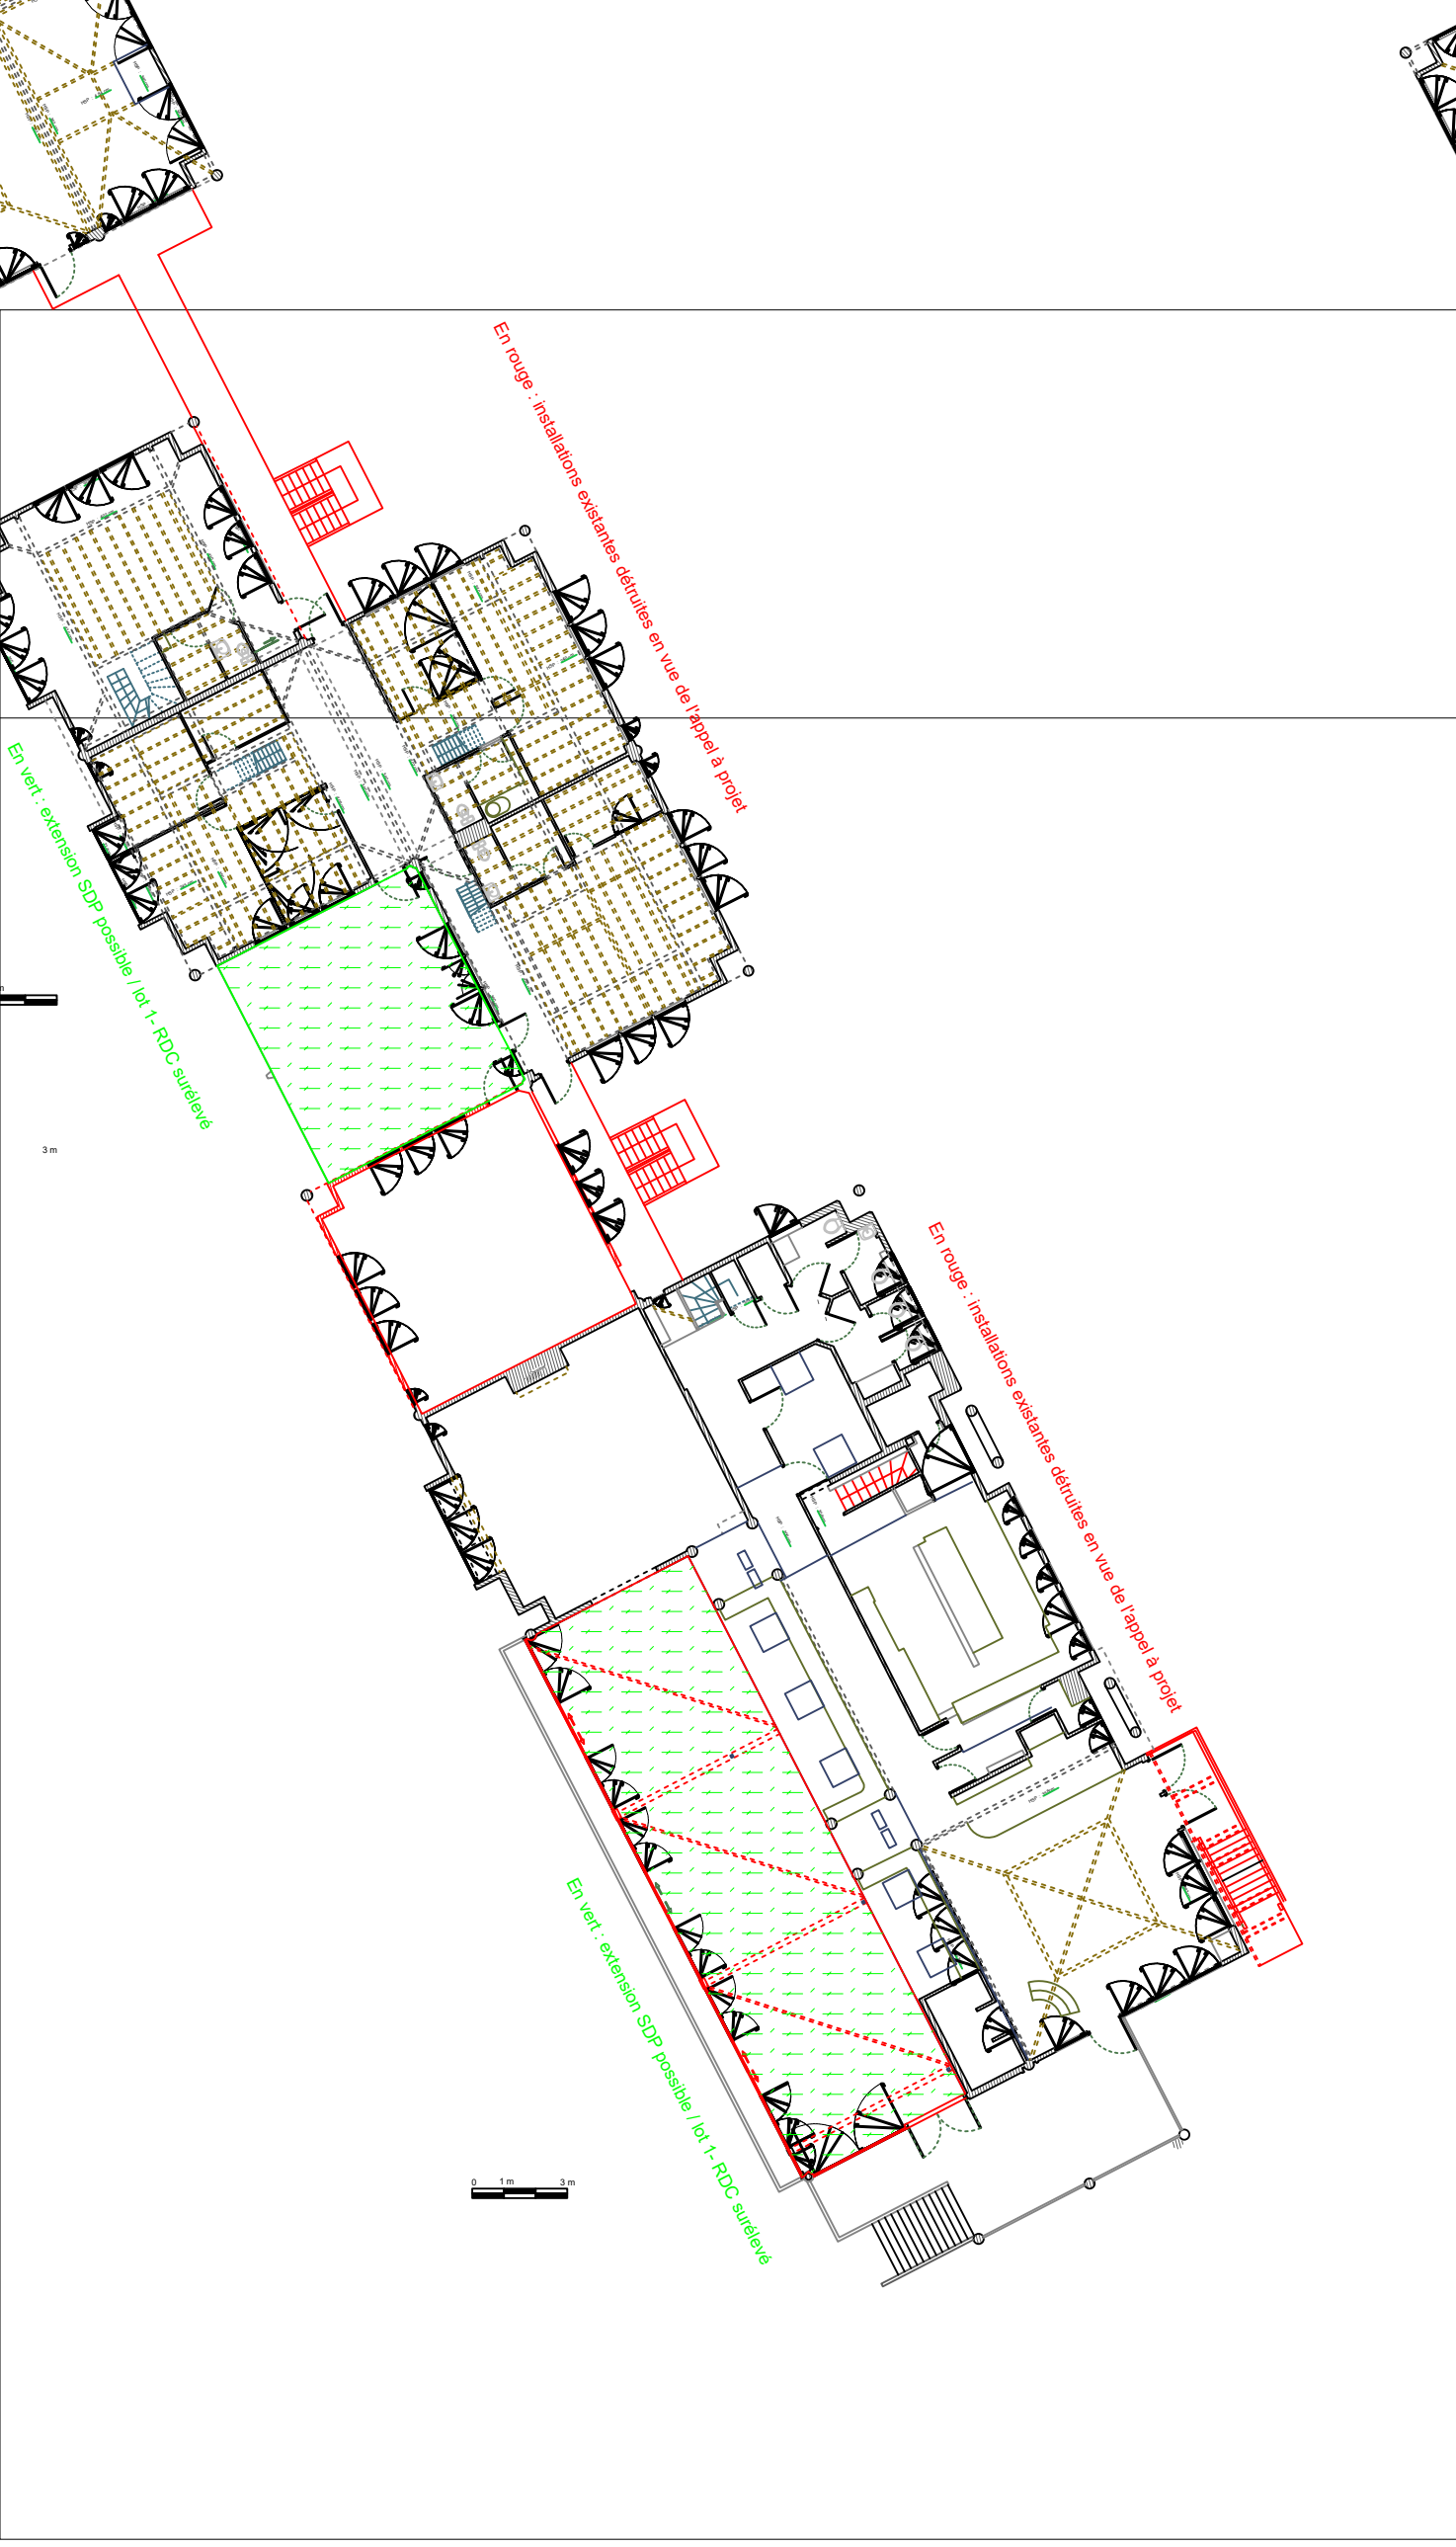 En rouge : installations existantes détruites en vue de l'appel à projet
En vert : extension SDP possible / lot 1- RDC surélevé
m
3 m
En rouge : installations existantes détruites en vue de l'appel à projet
En vert : extension SDP possible / lot 1- RDC surélevé
0 1 m 3 m